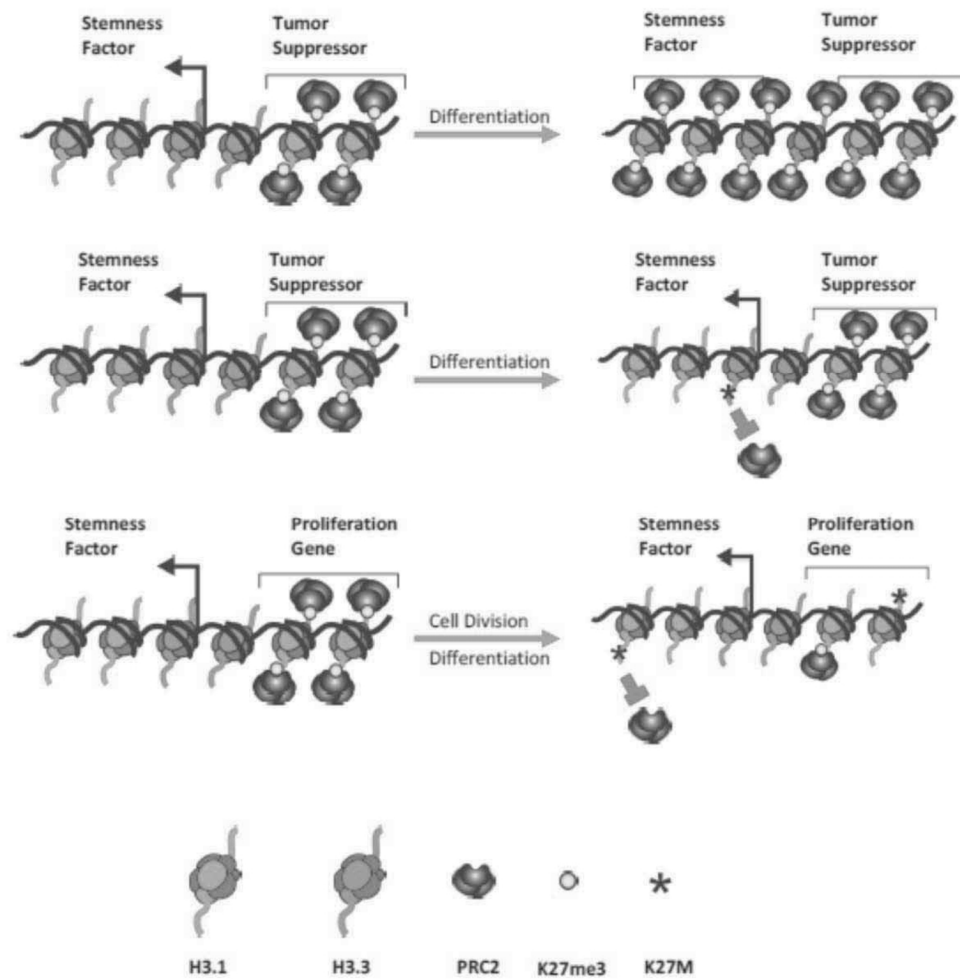 Stemness
Factor
Tumor
Suppressor
Differentiation
Stemness
Factor
Tumor
Suppressor
Stemness
Factor
Tumor
Suppressor
Differentiation
Stemness
Factor
Tumor
Suppressor
Stemness
Factor
Proliferation
Gene
Cell Division
Differentiation
Stemness
Factor
Proliferation
Gene
H3.1
H3.3
PRC2
K27me3
K27M